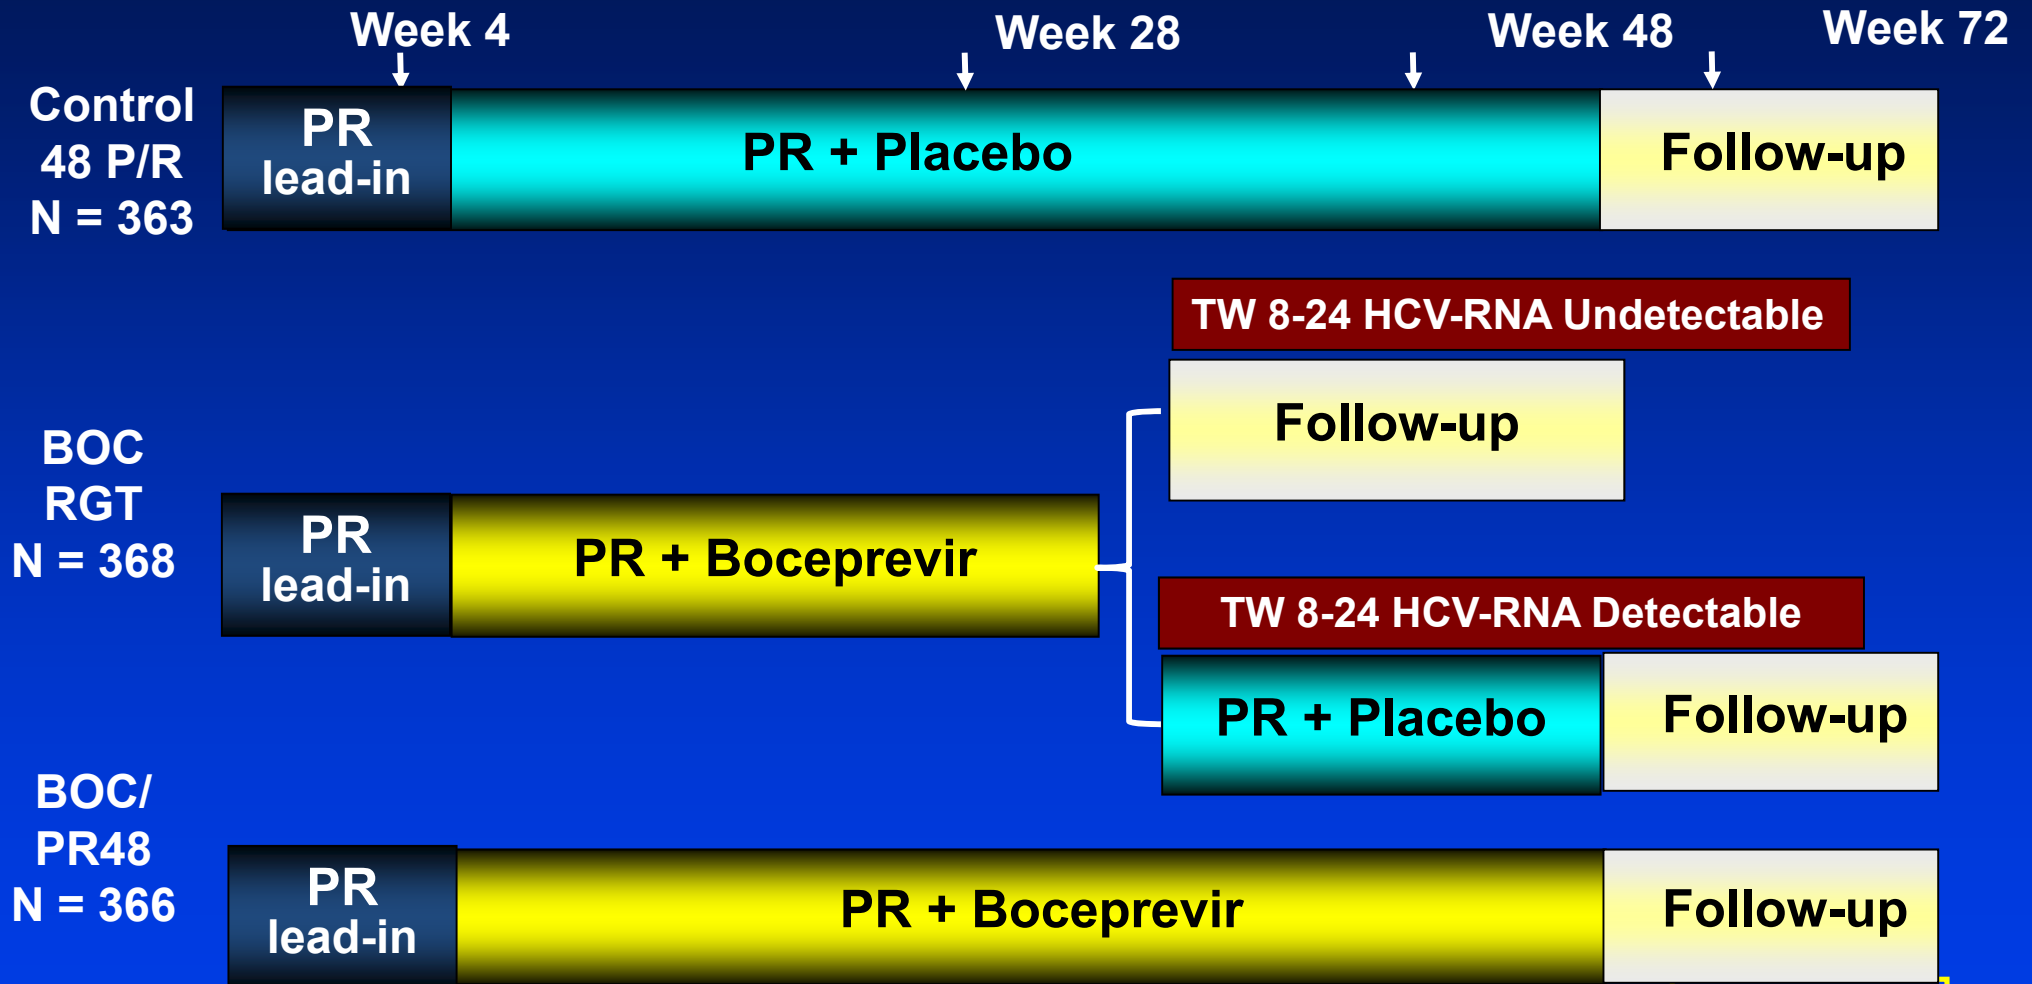 Week 4
Week 28
Week 48
Week 72
Control
48 P/R
N = 363
PR
lead-in
PR + Placebo
Follow-up
TW 8-24 HCV-RNA Undetectable
Follow-up
BOC
RGT
N = 368
PR
lead-in
PR + Boceprevir
TW 8-24 HCV-RNA Detectable
PR + Placebo
Follow-up
BOC/
PR48
N = 366
PR
lead-in
PR + Boceprevir
Follow-up